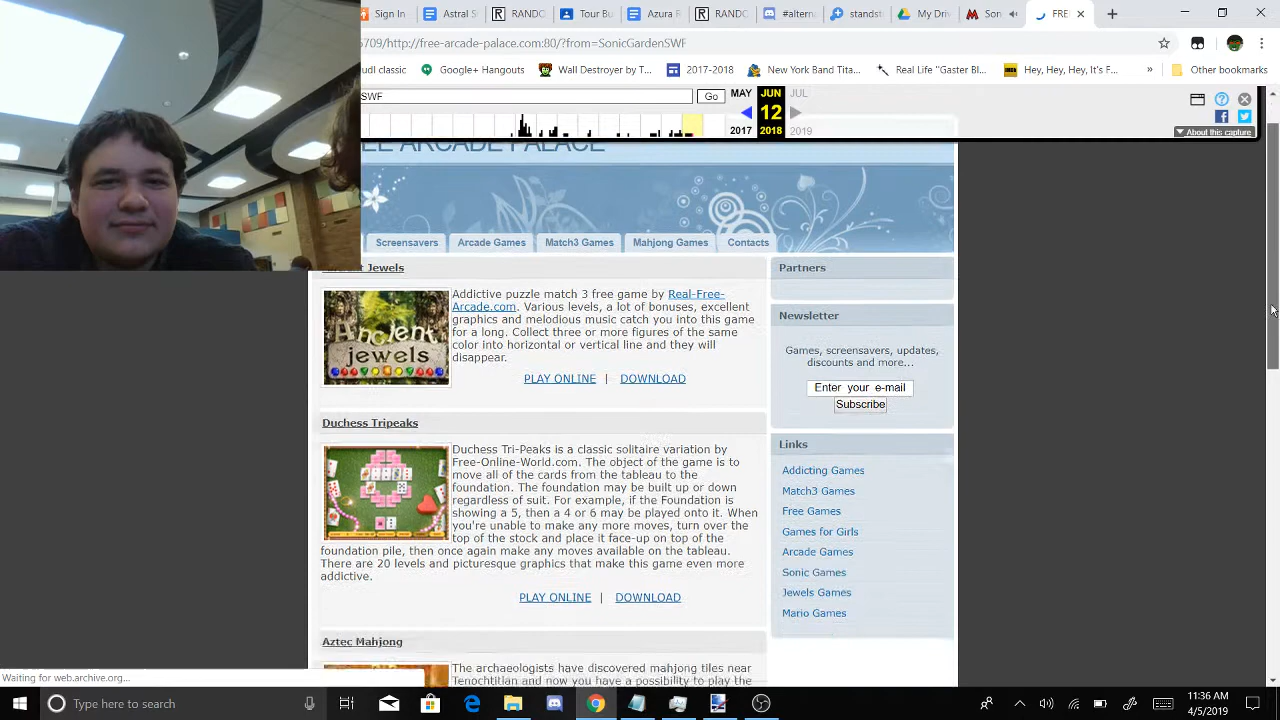 Sign in
Astral S
RANDC
Tour Bu
Azura F
RANDC
Attenda
standst
My Driv
Son
5709/http://free-arcade-palace.com:80/?from=Sonic-GardenSWF
udl classic
Google+ Hangouts
Wall Destroyer by T...
2017-2018
New York Band Tita...
Real Life "Gaster Bl...
Hey, Hey, Hey, It's F...
»
Other bookmarks
SWF
Go
MAY
JUN
JUL
12
2017
2018
2019
About this capture
EE ARCADE PALACE
Screensavers
Arcade Games
Match3 Games
Mahjong Games
Contacts
Ancient Jewels
Addictive puzzle match 3 free game by Real-Free-
Arcade.com. Various levels, a lot of bonuses, excellent
graphics and melodious music catch you into this game
for a long. Collect three or more figures of the same
color into horizontal or vertical line and they will
disappear.
Ancient
jewels
PLAY ONLINE | DOWNLOAD
Duchess Tripeaks
Duchess Tri-Peaks is a classic solitaire variation by
Free-Online-World.com. The object of the game is to
move all of the cards from the tableau to the
foundation. The foundation may be built up or down
regardless of suit. For example, if the Foundation is
showing a 5, then a 4 or 6 may be played onto it. When
you're unable to make any more moves, turn over the
top of the stock and place it face-up on top of the
foundation pile, then once again make any moves available on the tableau.
There are 20 levels and picturesque graphics that make this game even more
addictive.
PLAY ONLINE | DOWNLOAD
Aztec Mahjong
The archaeologists have discovered mahjong tiles near
Tenochtitlan and now you have a possibility to play the
Partners
Newsletter
Games, screensavers, updates,
discounts and more...
Enter your e-mail
Subscribe
Links
Addicting Games
Match3 Games
Free Games
Games for Girls
Arcade Games
Sonic Games
Jewels Games
Mario Games
Waiting for web.archive.org...
Type here to search
11:36 AM
4/5/2019